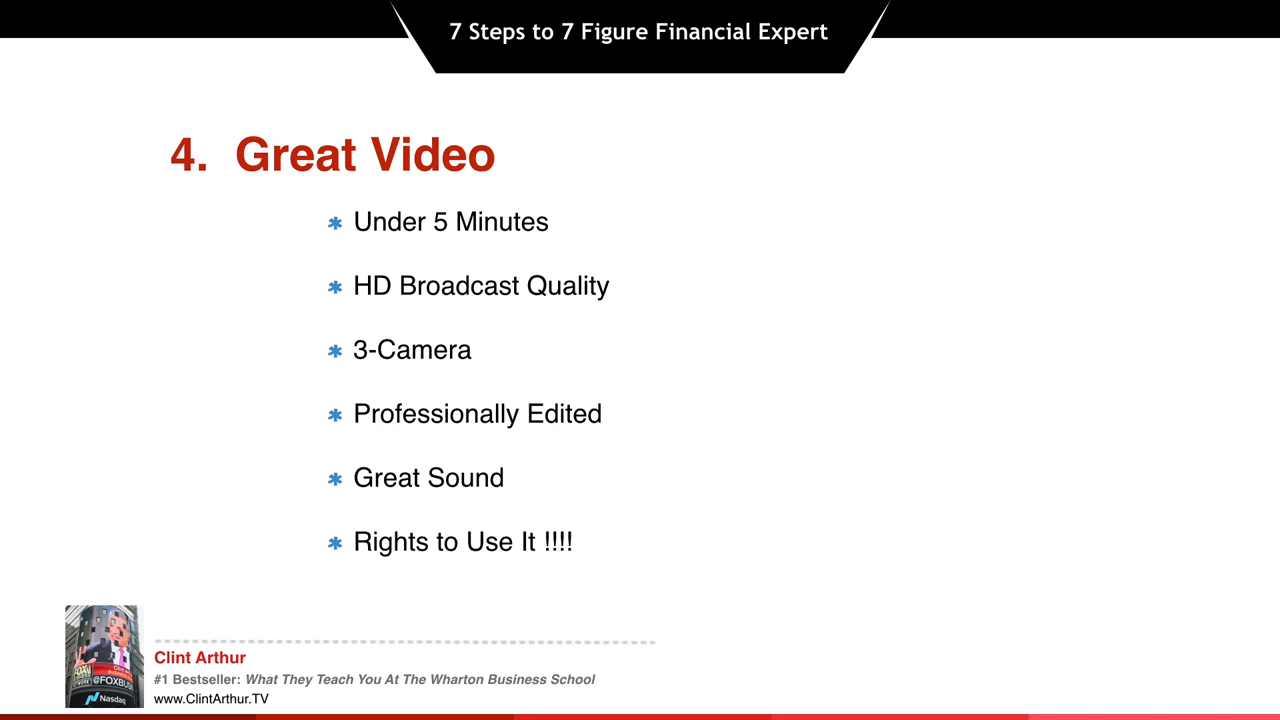 7 Steps to 7 Figure Financial Expert
4. Great Video
* Under 5 Minutes
* HD Broadcast Quality
* 3-Camera
* Professionally Edited
* Great Sound
* Rights to Use It !!!!
@FOXBUS
Nasdaq
Clint Arthur
#1 Bestseller: What They Teach You At The Wharton Business School
www.ClintArthur.TV